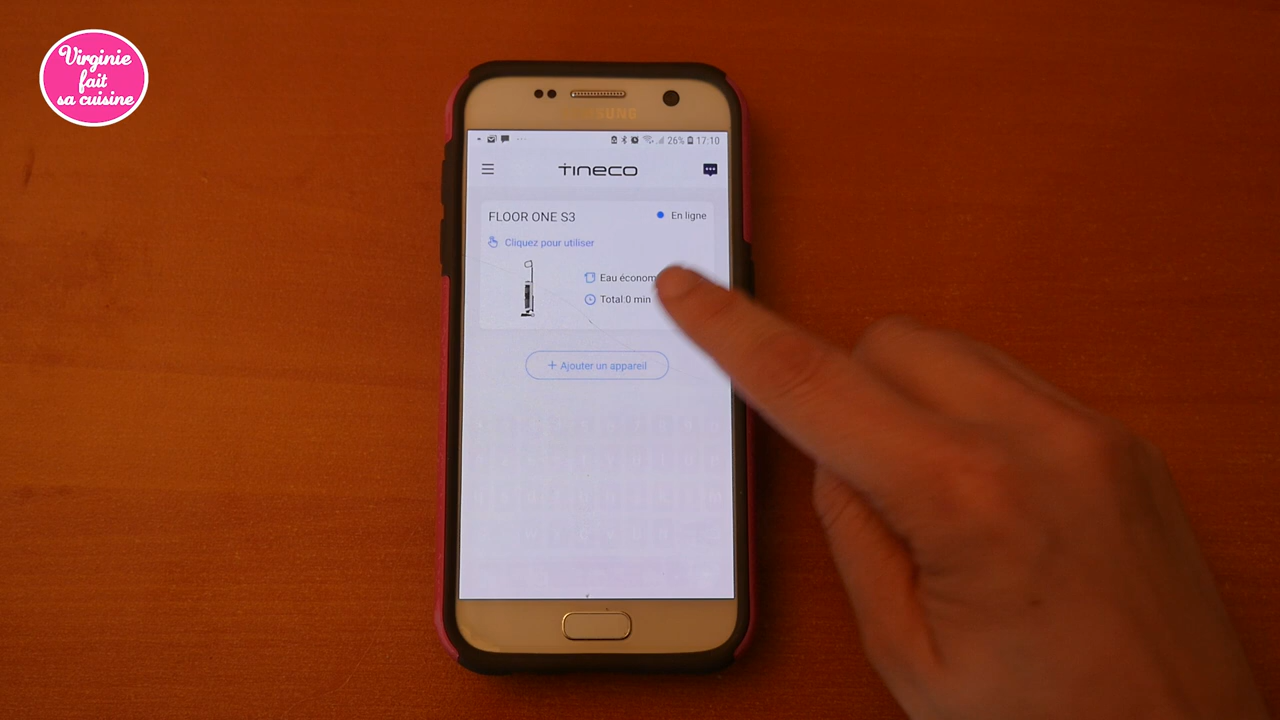 Virginie
fait
sa cuisine
SAMSUNG
26% 17:10
TINECO
FLOOR ONE S3
En ligne
Cliquez pour utiliser
Eau économ
Total:0 min
+ Ajouter un appareil